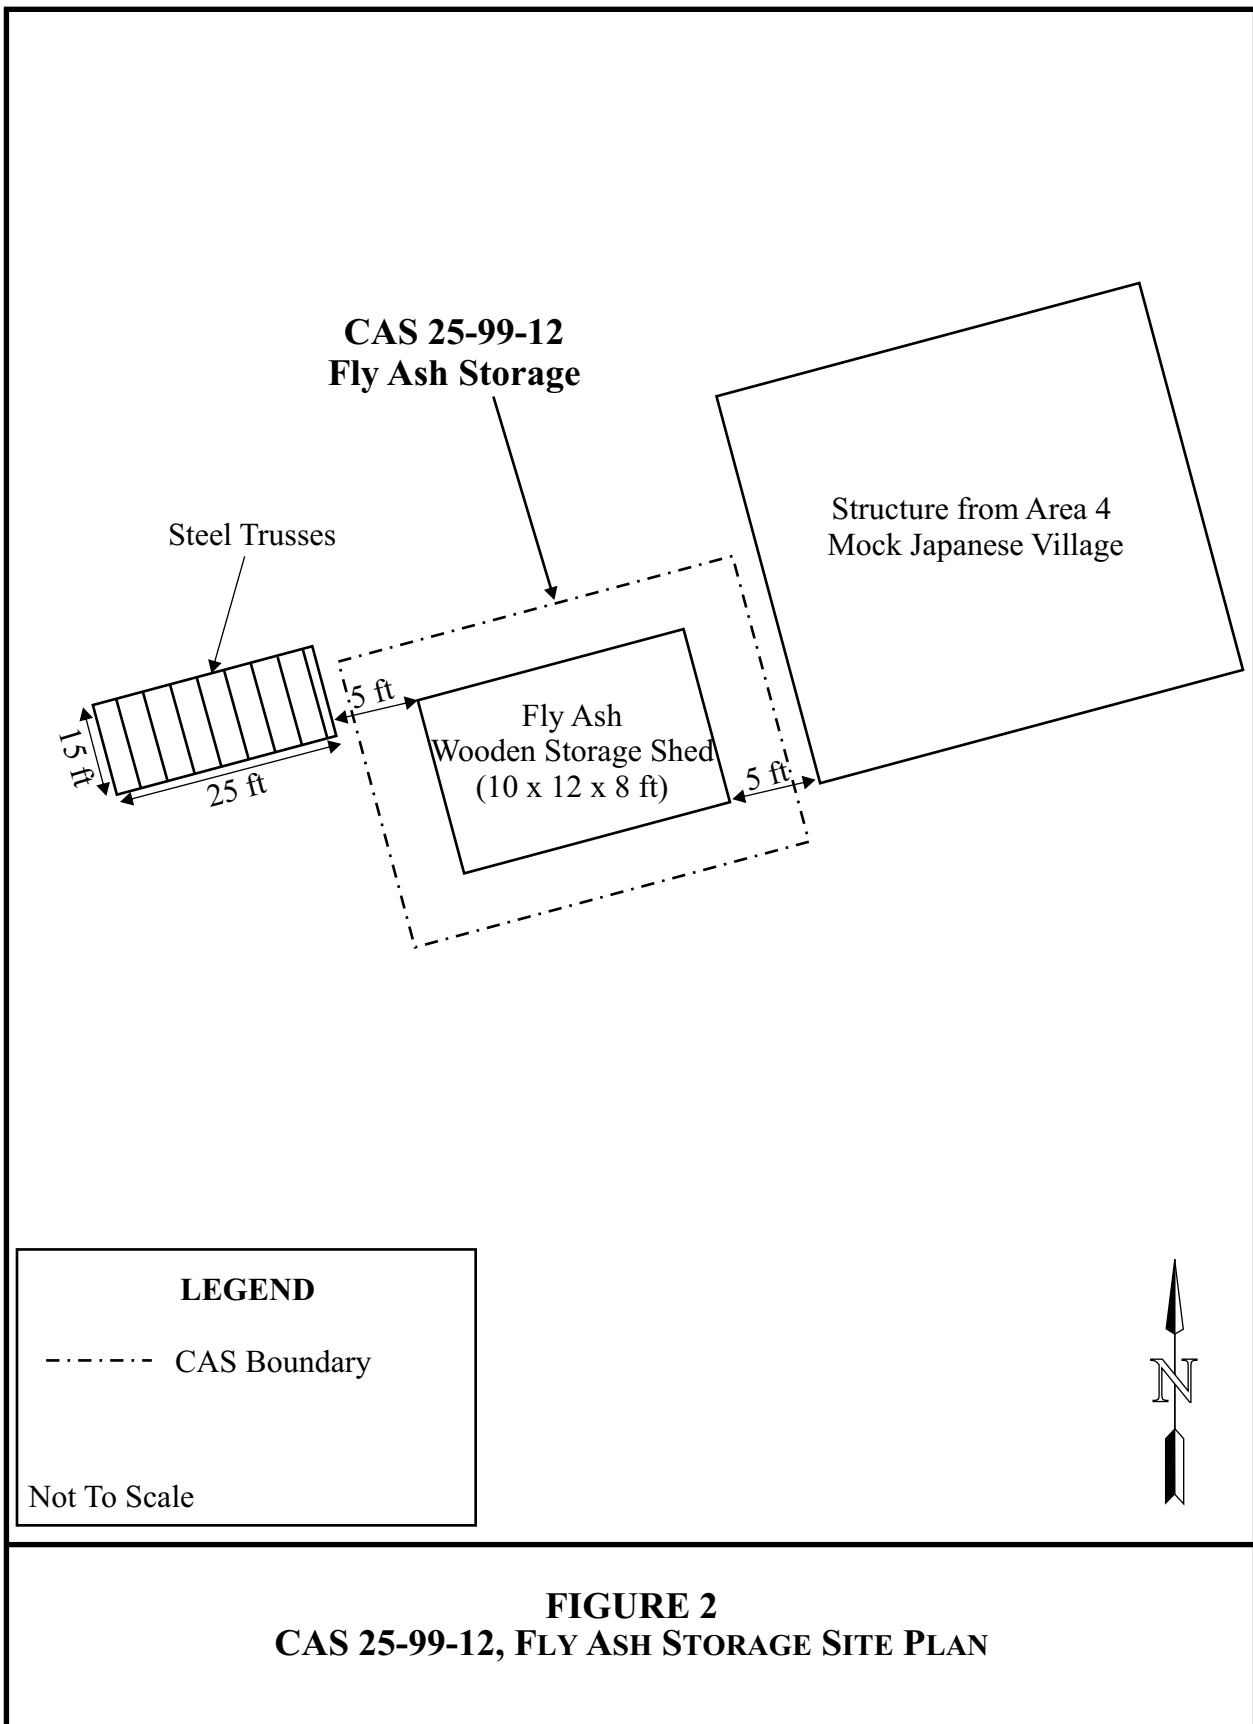 CAS 25-99-12
Fly Ash Storage
Structure from Area 4
Mock Japanese Village
Steel Trusses
5 ft
Fly Ash
Wooden Storage Shed
(10 x 12 x 8 ft)
15 ft
25 ft
5 ft
LEGEND
CAS Boundary
Not To Scale
N
FIGURE 2
CAS 25-99-12, FLY ASH STORAGE SITE PLAN